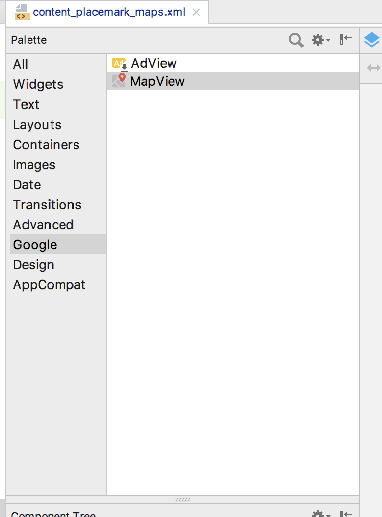 content_placemark_maps.xml
Palette
All
Widgets
Text
Layouts
Containers
Images
Date
Transitions
Advanced
Google
Design
AppCompat
AdView
MapView
Component Tree